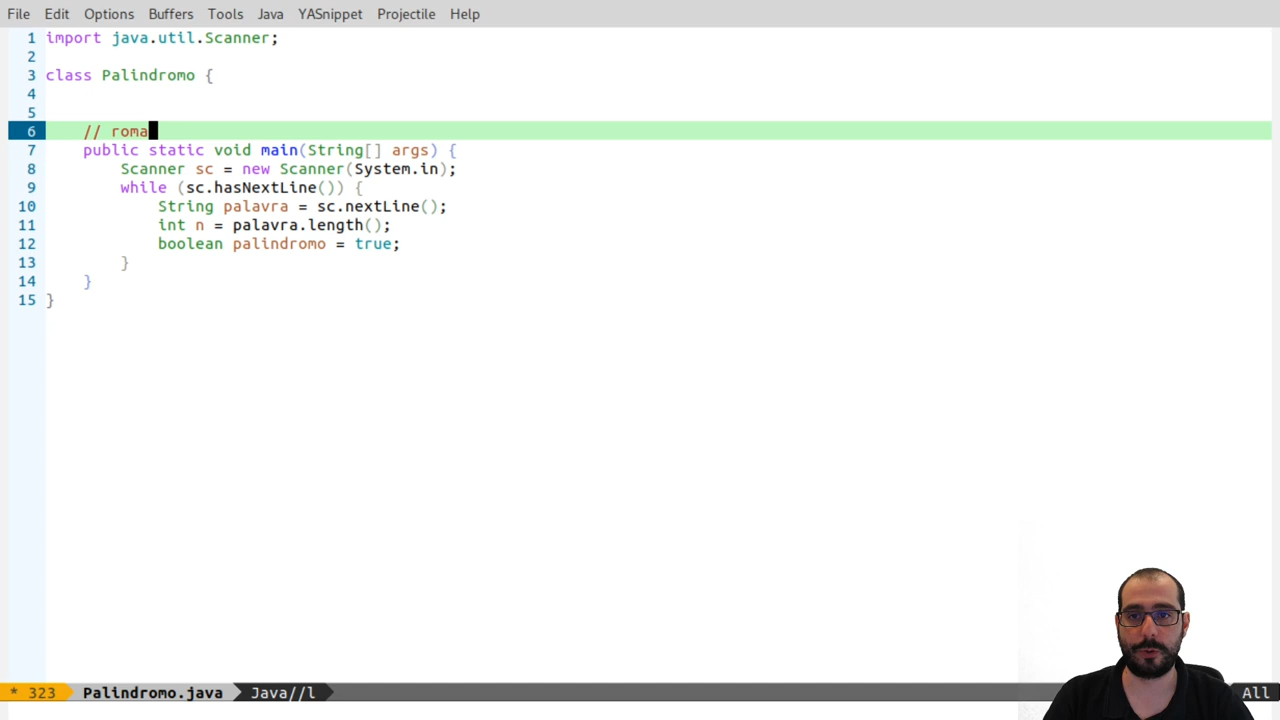 File Edit Options Buffers Tools Java YASnippet Projectile Help
1 import java.util.Scanner;
2
3 class Palindromo {
4
5
6 // roma
7 public static void main(String[] args) {
8 Scanner sc = new Scanner(System.in);
9 while (sc.hasNextLine()) {
10 String palavra = sc.nextLine();
11 int n = palavra.length();
12 boolean palindromo = true;
13 }
14 }
15 }
* 323 Palindromo.java Java//l All